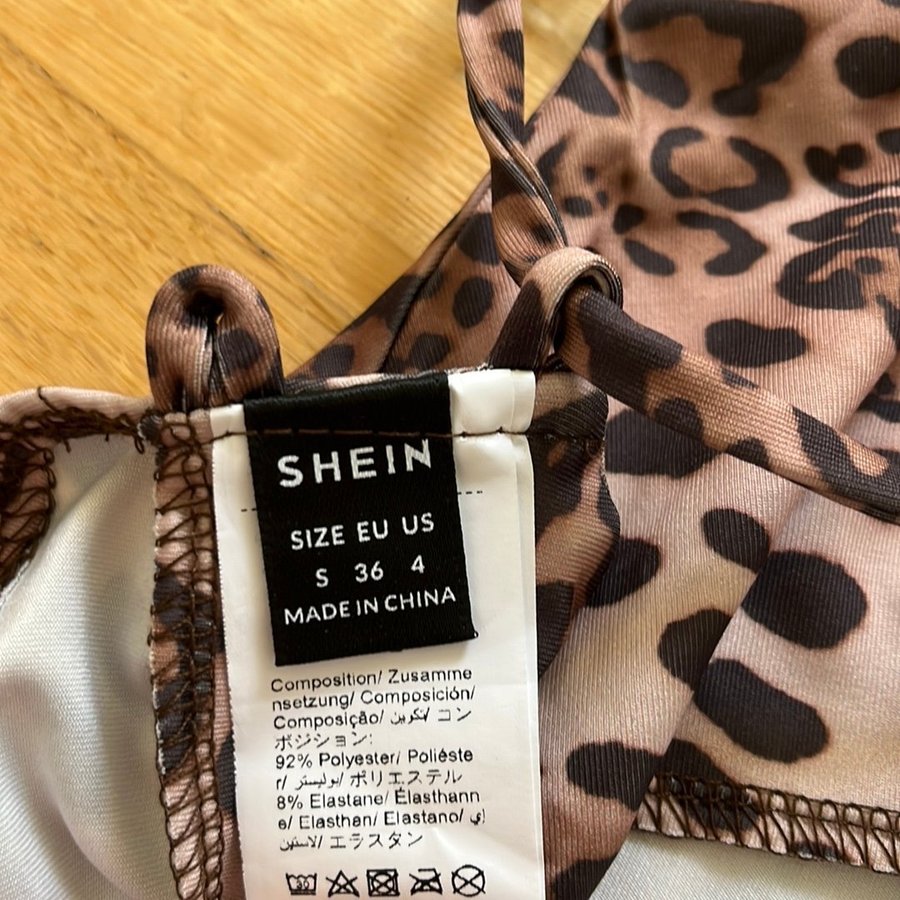 SHEIN
SIZE EU US
S 36 4
MADE IN CHINA
Composition/ Zusamme
nsetzung/ Composición/
Composição/ تكوين/ コン
ポジション:
92% Polyester/ Poliéste
r/ بوليستر/ ポリエステル
8% Elastane/ Élasthann
e/ Elasthan/ Elastano/ إي
لاستين/ エラスタン
30